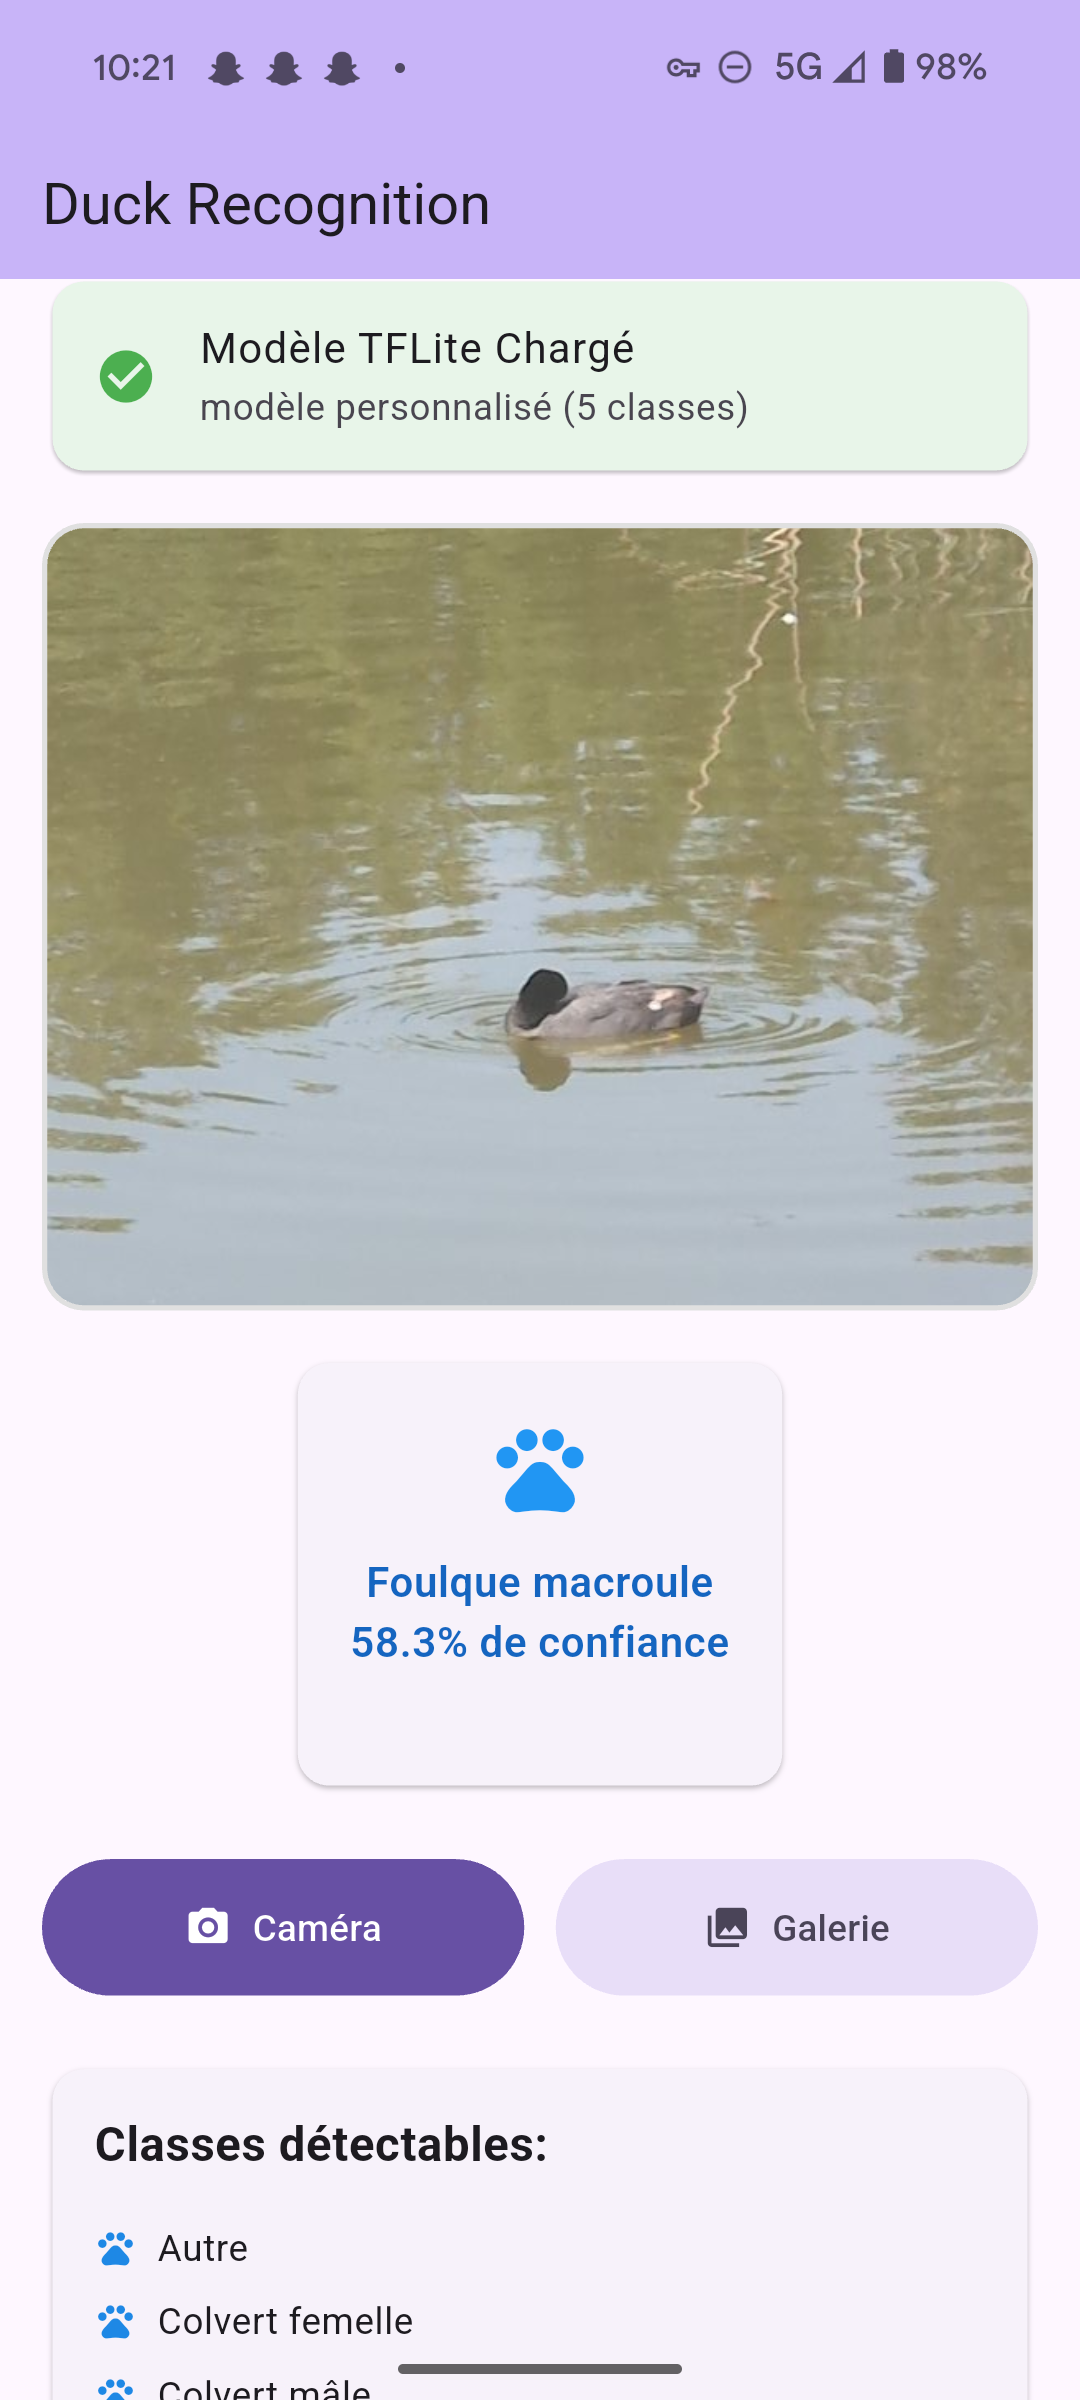 10:21
5G
98%
Duck Recognition
Modèle TFLite Chargé
modèle personnalisé (5 classes)
Foulque macroule
58.3% de confiance
Caméra
Galerie
Classes détectables:
Autre
Colvert femelle
Colvert mâle